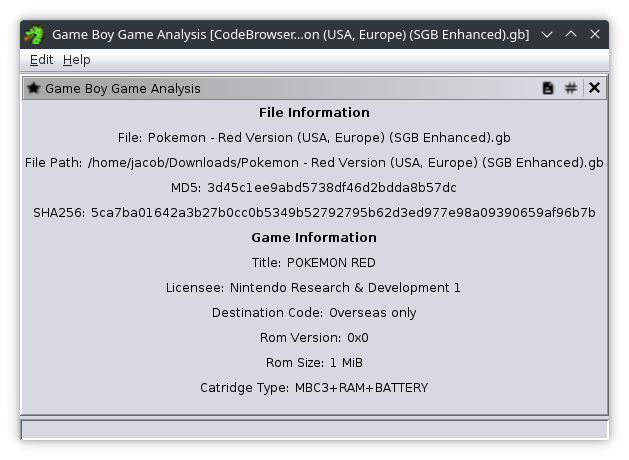 Game Boy Game Analysis [CodeBrowser...on (USA, Europe) (SGB Enhanced).gb]
Edit Help
Game Boy Game Analysis
File Information
File: Pokemon - Red Version (USA, Europe) (SGB Enhanced).gb
File Path: /home/jacob/Downloads/Pokemon - Red Version (USA, Europe) (SGB Enhanced).gb
MD5: 3d45c1ee9abd5738df46d2bdda8b57dc
SHA256: 5ca7ba01642a3b27b0cc0b5349b52792795b62d3ed977e98a09390659af96b7b
Game Information
Title: POKEMON RED
Licensee: Nintendo Research & Development 1
Destination Code: Overseas only
Rom Version: 0x0
Rom Size: 1 MiB
Catridge Type: MBC3+RAM+BATTERY